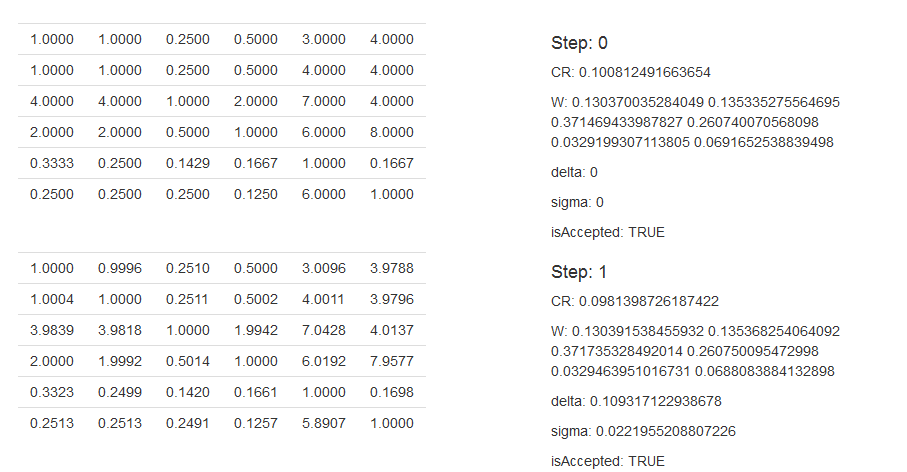 1.0000 1.0000 0.2500 0.5000 3.0000 4.0000
1.0000 1.0000 0.2500 0.5000 4.0000 4.0000
4.0000 4.0000 1.0000 2.0000 7.0000 4.0000
2.0000 2.0000 0.5000 1.0000 6.0000 8.0000
0.3333 0.2500 0.1429 0.1667 1.0000 0.1667
0.2500 0.2500 0.2500 0.1250 6.0000 1.0000
Step: 0
CR: 0.100812491663654
W: 0.130370035284049 0.135335275564695
0.371469433987827 0.260740070568098
0.0329199307113805 0.0691652538839498
delta: 0
sigma: 0
isAccepted: TRUE
1.0000 0.9996 0.2510 0.5000 3.0096 3.9788
1.0004 1.0000 0.2511 0.5002 4.0011 3.9796
3.9839 3.9818 1.0000 1.9942 7.0428 4.0137
2.0000 1.9992 0.5014 1.0000 6.0192 7.9577
0.3323 0.2499 0.1420 0.1661 1.0000 0.1698
0.2513 0.2513 0.2491 0.1257 5.8907 1.0000
Step: 1
CR: 0.0981398726187422
W: 0.130391538455932 0.135368254064092
0.371735328492014 0.260750095472998
0.0329463951016731 0.0688083884132898
delta: 0.109317122938678
sigma: 0.0221955208807226
isAccepted: TRUE